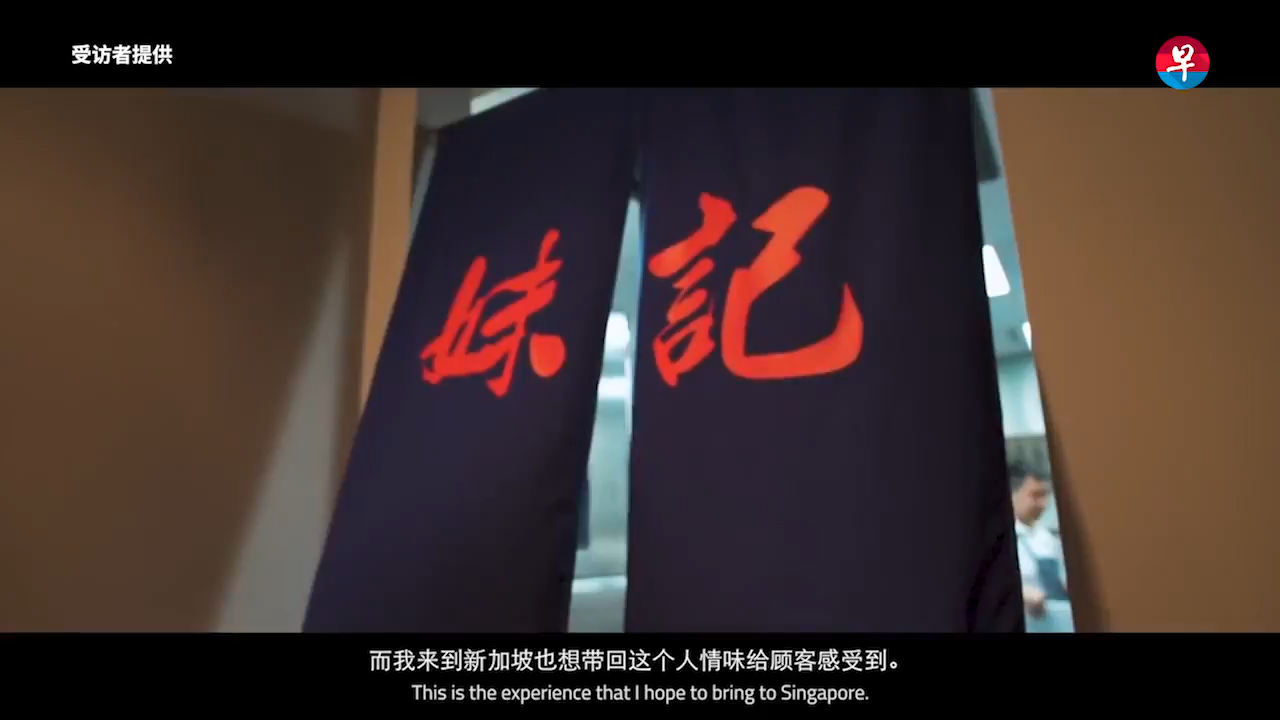 受访者提供
早
妹記
而我来到新加坡也想带回这个人情味给顾客感受到。
This is the experience that I hope to bring to Singapore.